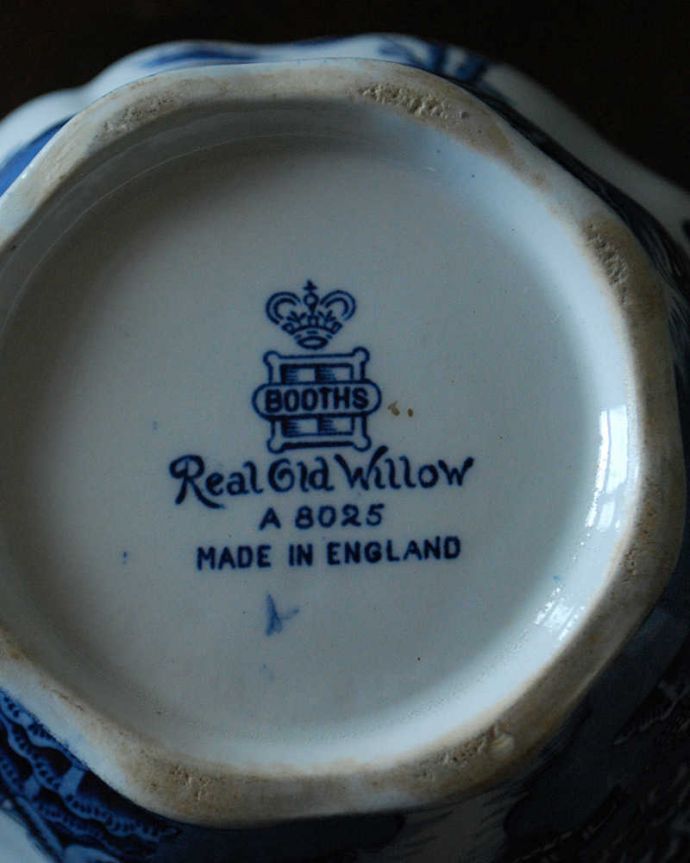 BOOTHS
Real Old Willow
A 8025
MADE IN ENGLAND